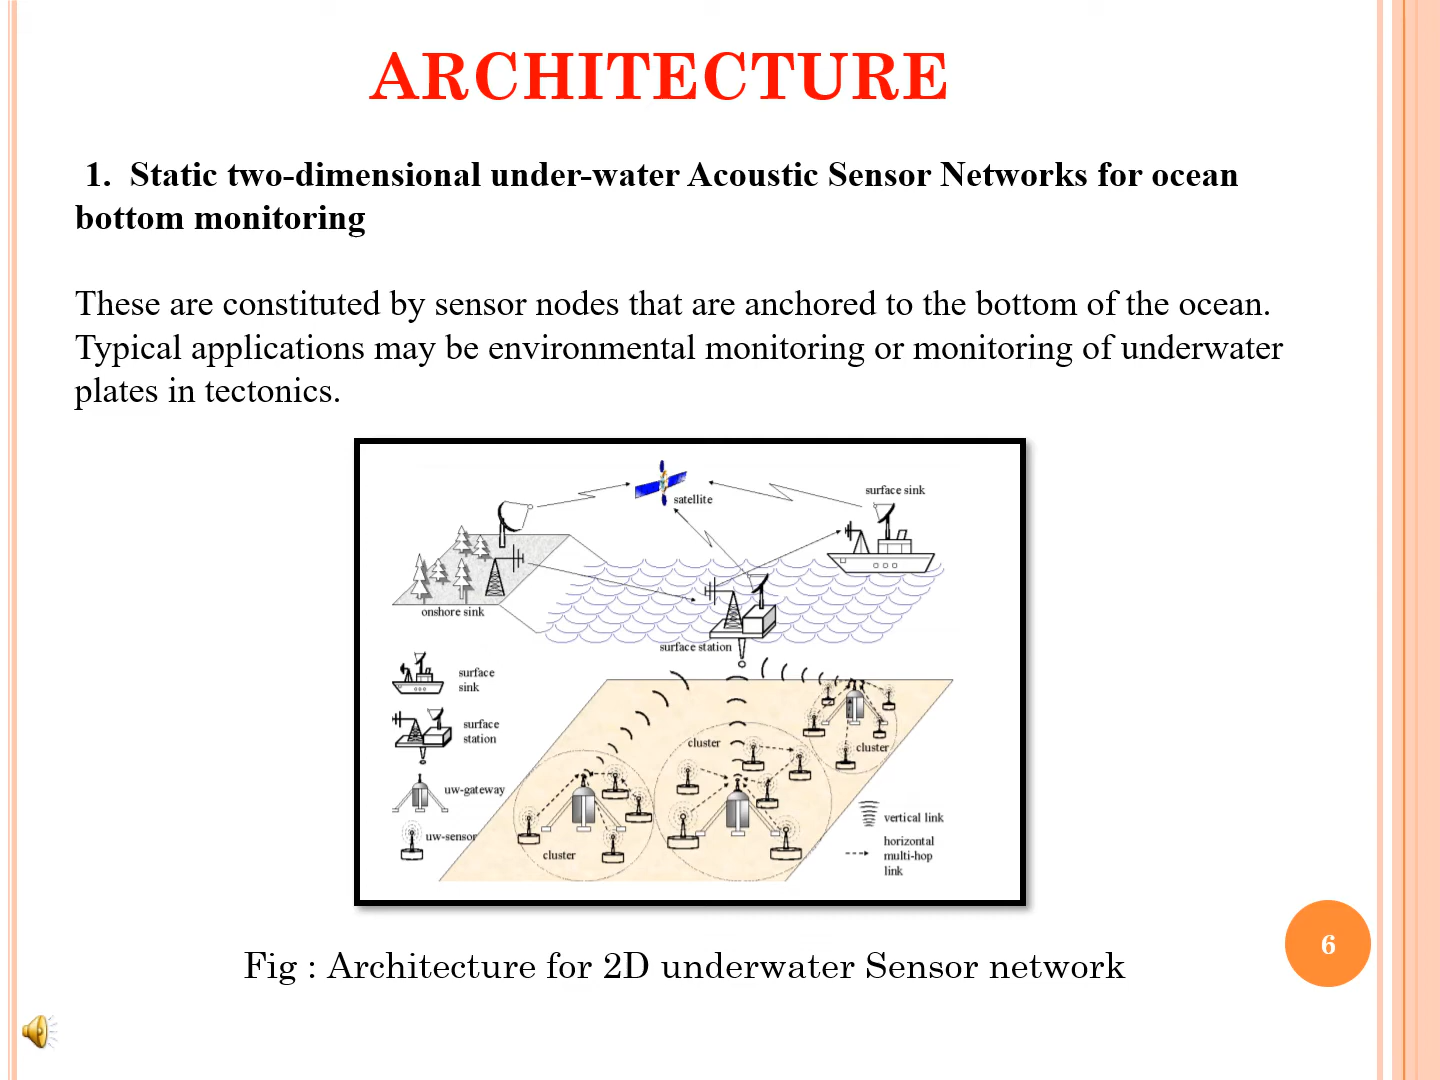 ARCHITECTURE
1. Static two-dimensional under-water Acoustic Sensor Networks for ocean
bottom monitoring
These are constituted by sensor nodes that are anchored to the bottom of the ocean.
Typical applications may be environmental monitoring or monitoring of underwater
plates in tectonics.
surface sink
satellite
onshore sink
surface station
surface
sink
surface
station
uw-gateway
uw-sensor
cluster
cluster
cluster
vertical link
horizontal
multi-hop
link
Fig : Architecture for 2D underwater Sensor network
6